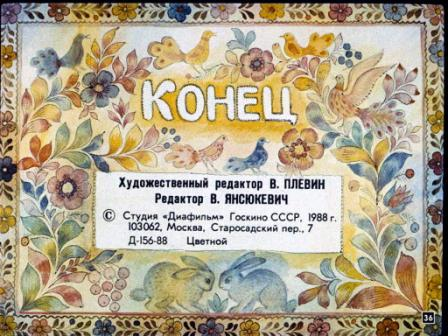 КОНЕЦ
Художественный редактор В. ПЛЕВИН
Редактор В. ЯНСЮКЕВИЧ
© Студия «Диафильм» Госкино СССР, 1988 г.
103062, Москва, Старосадский пер., 7
Д-156-88 Цветной
36